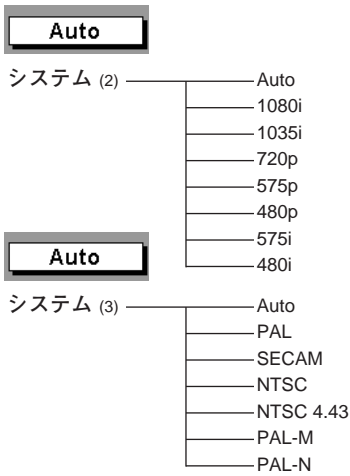 Auto
システム (2)
Auto
1080i
1035i
720p
575p
480p
575i
480i
Auto
システム (3)
Auto
PAL
SECAM
NTSC
NTSC 4.43
PAL-M
PAL-N